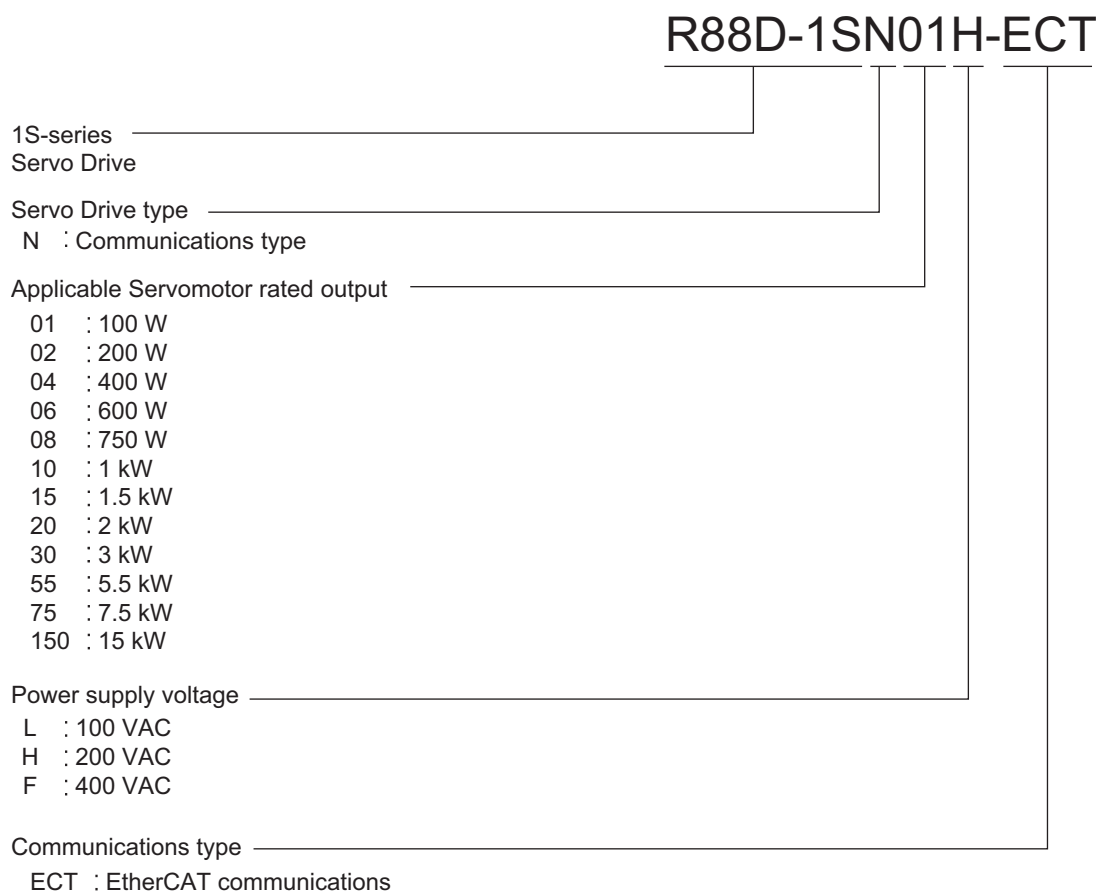 R88D-1SN01H-ECT
1S-series
Servo Drive
Servo Drive type
N : Communications type
Applicable Servomotor rated output
01 : 100 W
02 : 200 W
04 : 400 W
06 : 600 W
08 : 750 W
10 : 1 kW
15 : 1.5 kW
20 : 2 kW
30 : 3 kW
55 : 5.5 kW
75 : 7.5 kW
150 : 15 kW
Power supply voltage
L : 100 VAC
H : 200 VAC
F : 400 VAC
Communications type
ECT : EtherCAT communications